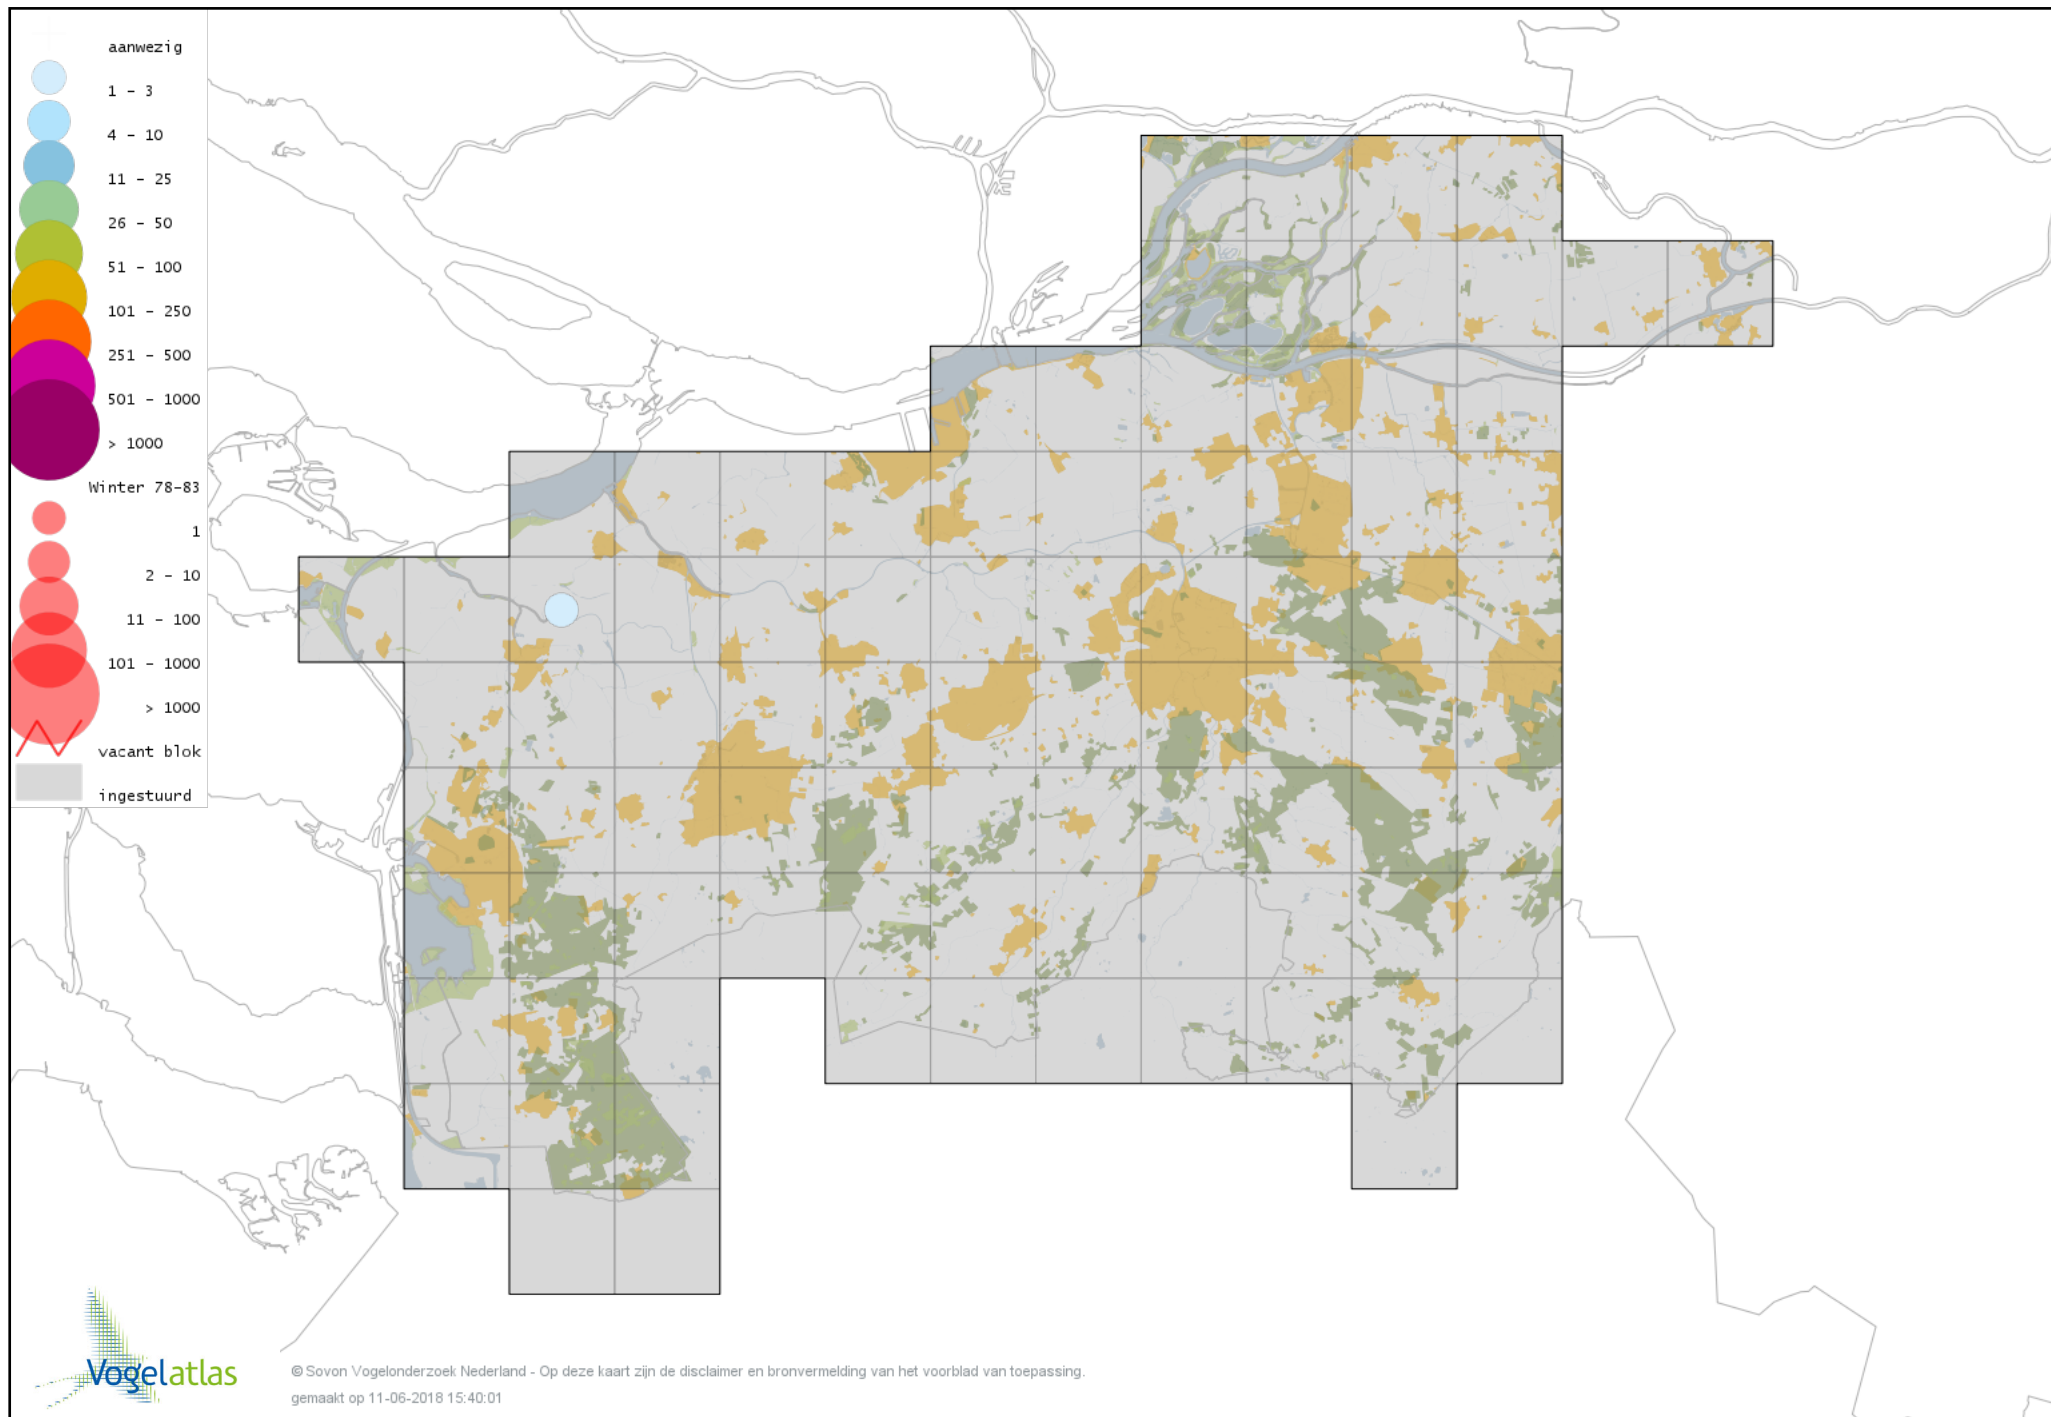 aanwezig
1 - 3
4 - 10
11 - 25
26 - 50
51 - 100
101 - 250
251 - 500
501 - 1000
> 1000
Winter 78-83
1
2 - 10
11 - 100
101 - 1000
> 1000
vacant blok
ingestuurd
Vogelatlas
© Sovon Vogelonderzoek Nederland - Op deze kaart zijn de disclaimer en bronvermelding van het voorblad van toepassing.
gemaakt op 11-06-2018 15:40:01